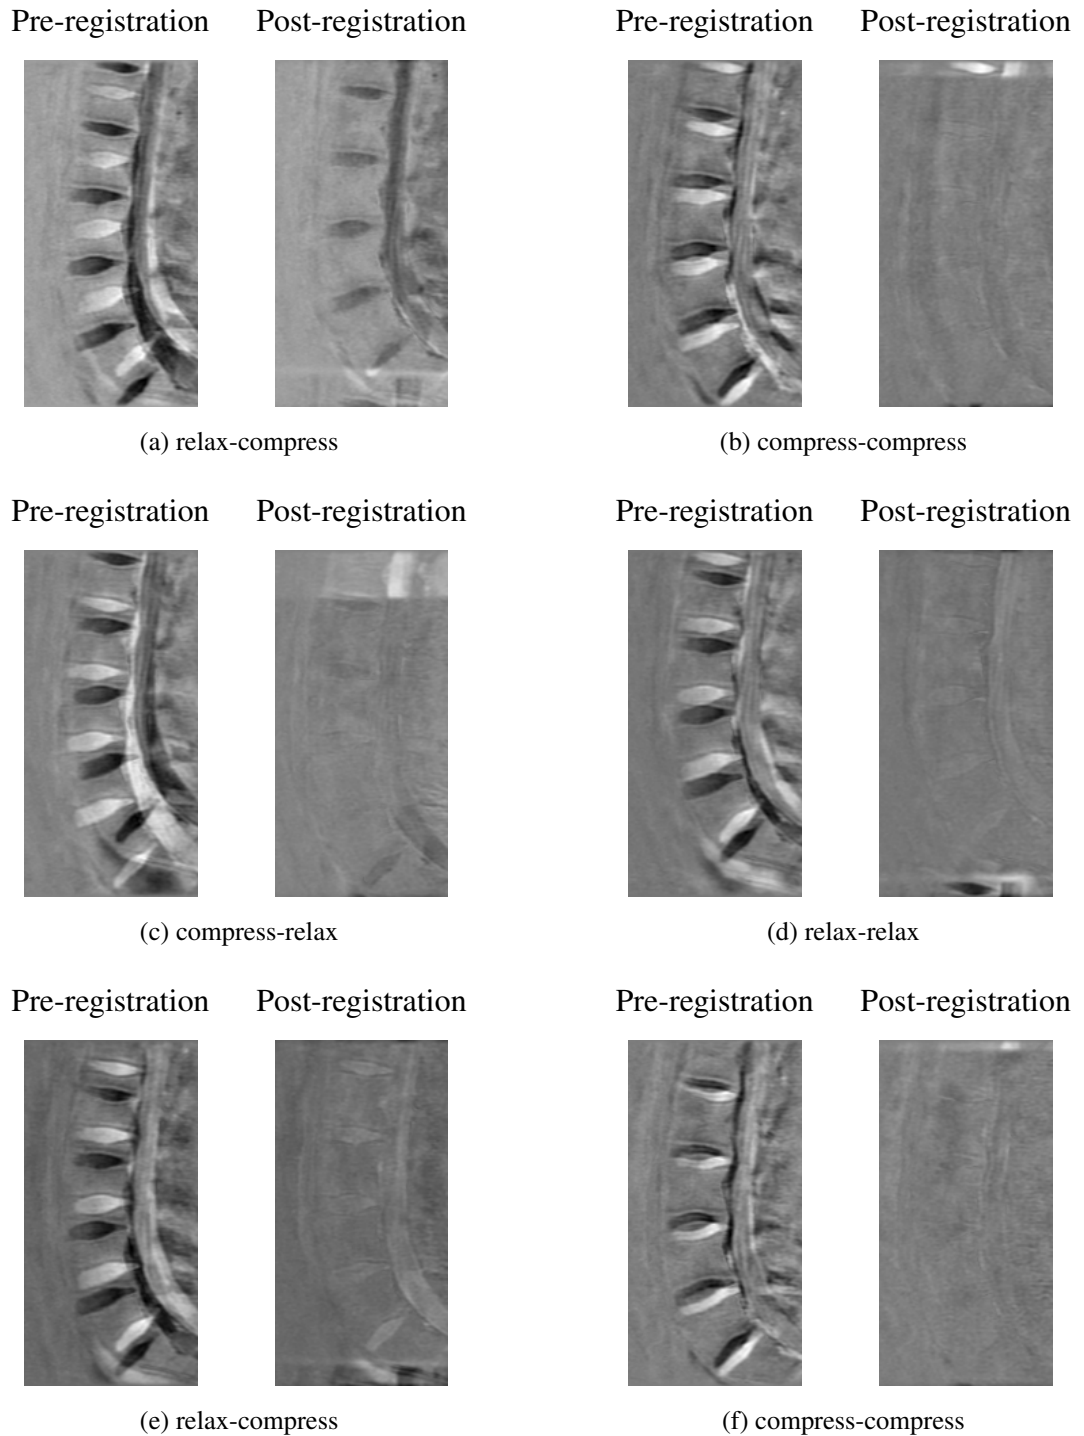 Pre-registration Post-registration Pre-registration Post-registration
(a) relax-compress (b) compress-compress
Pre-registration Post-registration Pre-registration Post-registration
(c) compress-relax (d) relax-relax
Pre-registration Post-registration Pre-registration Post-registration
(e) relax-compress (f) compress-compress